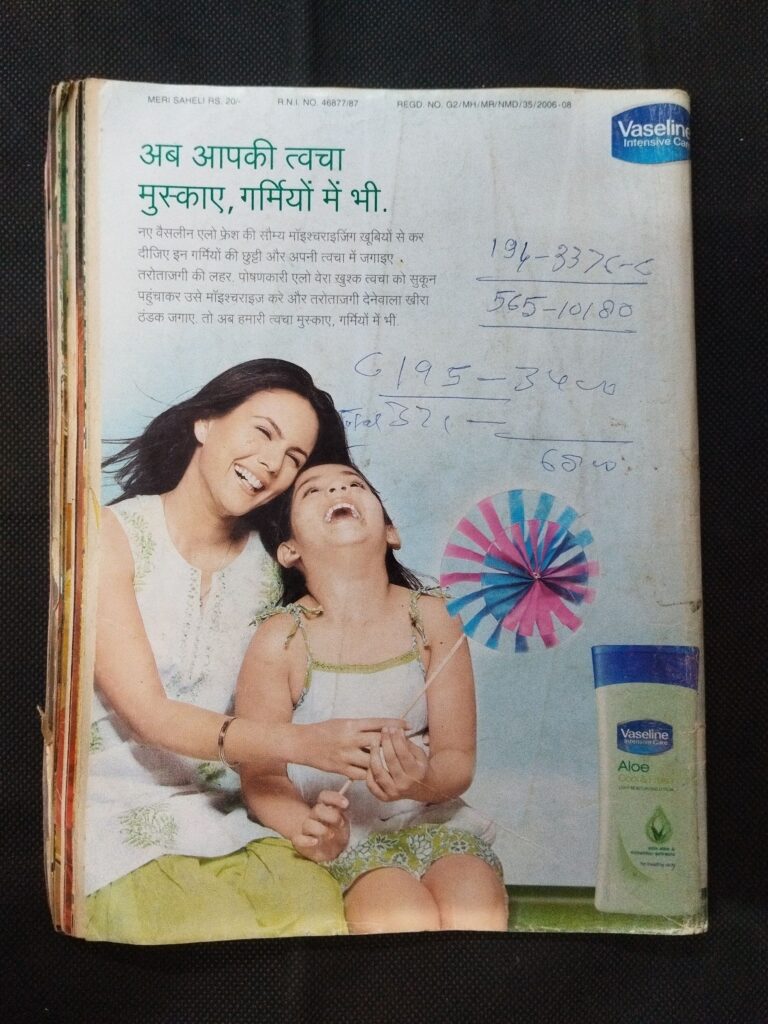 MERI SAHELI RS. 20/- R.N.I. NO. 46877/87 REGD. NO. G2/MH/MR/NMD/35/2006-08
Vaseline
Intensive Care
अब आपकी त्वचा
मुस्काए, गर्मियों में भी.
नए वैसलीन एलो फ्रेश की सौम्य मॉइश्चराइजिंग खूबियों से कर
दीजिए इन गर्मियों की छुट्टी और अपनी त्वचा में जगाइए
तरोताजगी की लहर. पोषणकारी एलो वेरा खुश्क त्वचा को सुकून
पहुंचाकर उसे मॉइश्चराइज करे और तरोताजगी देनेवाला खीरा
ठंडक जगाए. तो अब हमारी त्वचा मुस्काए, गर्मियों में भी.
565-10180
195-
Vaseline
Intensive Care
Aloe